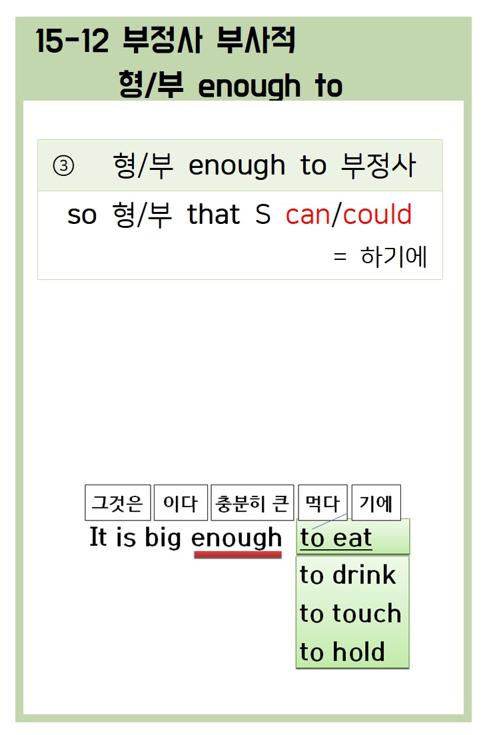 15-12 부정사 부사적
형/부 enough to
③ 형/부 enough to 부정사
so 형/부 that S can/could
= 하기에
그것은 이다 충분히 큰 먹다 기에
It is big enough to eat
to drink
to touch
to hold